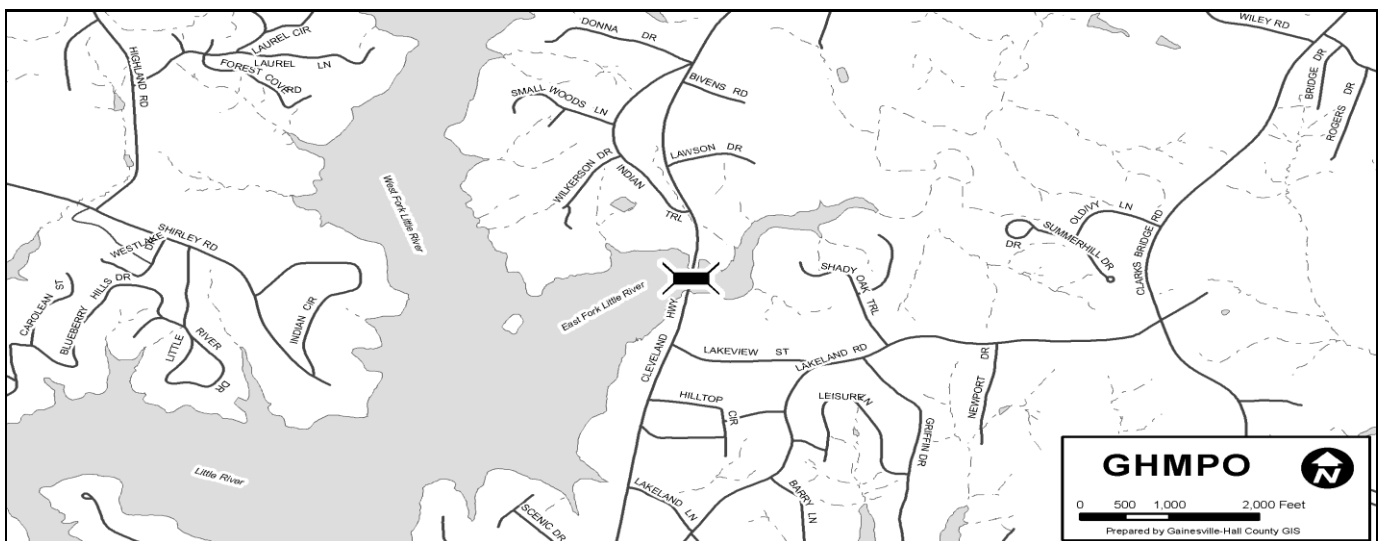 DONNA DR
WILEY RD
LAUREL CIR
LAUREL LN
FOREST COVE RD
HIGHLAND RD
BIVENS RD
BRIDGE DR
ROGERS DR
SMALL WOODS LN
LAWSON DR
WILKERSON DR
INDIAN TRL
West Fork Little River
OLDIVY LN
SUMMERHILL DR
DR
CLARKS BRIDGE RD
SHIRLEY RD
WESTLAKE DR
SHADY OAK TRL
East Fork Little River
CAROLEAN ST
BLUEBERRY HILLS DR
INDIAN CIR
LITTLE RIVER DR
CLEVELAND HWY
LAKEVIEW ST
LAKELAND RD
NEWPORT DR
HILLTOP CIR
LEISURE LN
GRIFFIN DR
Little River
LAKELAND LN
BARRY LN
SCENIC DR
GHMPO
N
0 500 1,000 2,000 Feet
Prepared by Gainesville-Hall County GIS